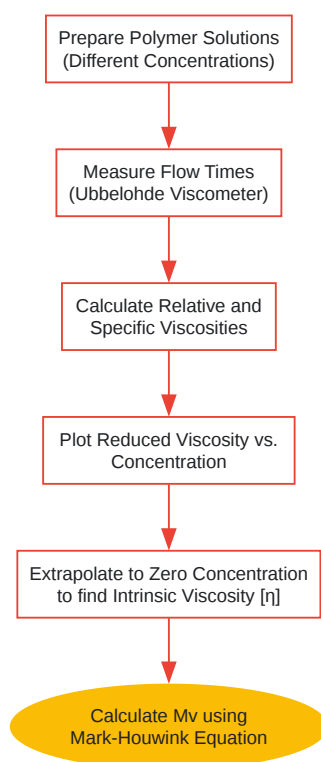 Prepare Polymer Solutions
(Different Concentrations)
Measure Flow Times
(Ubbelohde Viscometer)
Calculate Relative and
Specific Viscosities
Plot Reduced Viscosity vs.
Concentration
Extrapolate to Zero Concentration
to find Intrinsic Viscosity [η]
Calculate Mv using
Mark-Houwink Equation